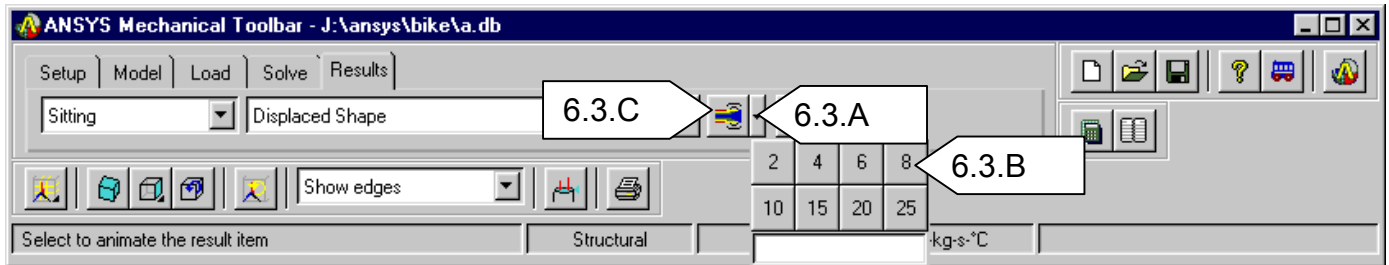 ANSYS Mechanical Toolbar - J:\ansys\bike\a.db
Setup Model Load Solve Results
Sitting Displaced Shape 6.3.C 6.3.A
2 4 6 8 6.3.B
Show edges
10 15 20 25
Select to animate the result item Structural kg-s-°C